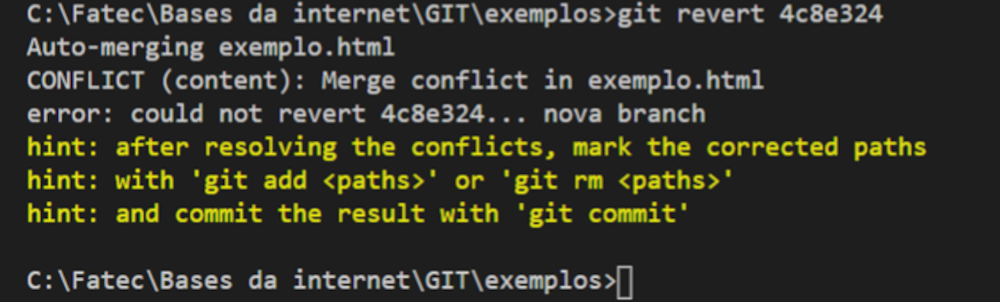 C:\Fatec\Bases da internet\GIT\exemplos>git revert 4c8e324
Auto-merging exemplo.html
CONFLICT (content): Merge conflict in exemplo.html
error: could not revert 4c8e324... nova branch
hint: after resolving the conflicts, mark the corrected paths
hint: with 'git add <paths>' or 'git rm <paths>'
hint: and commit the result with 'git commit'
C:\Fatec\Bases da internet\GIT\exemplos>